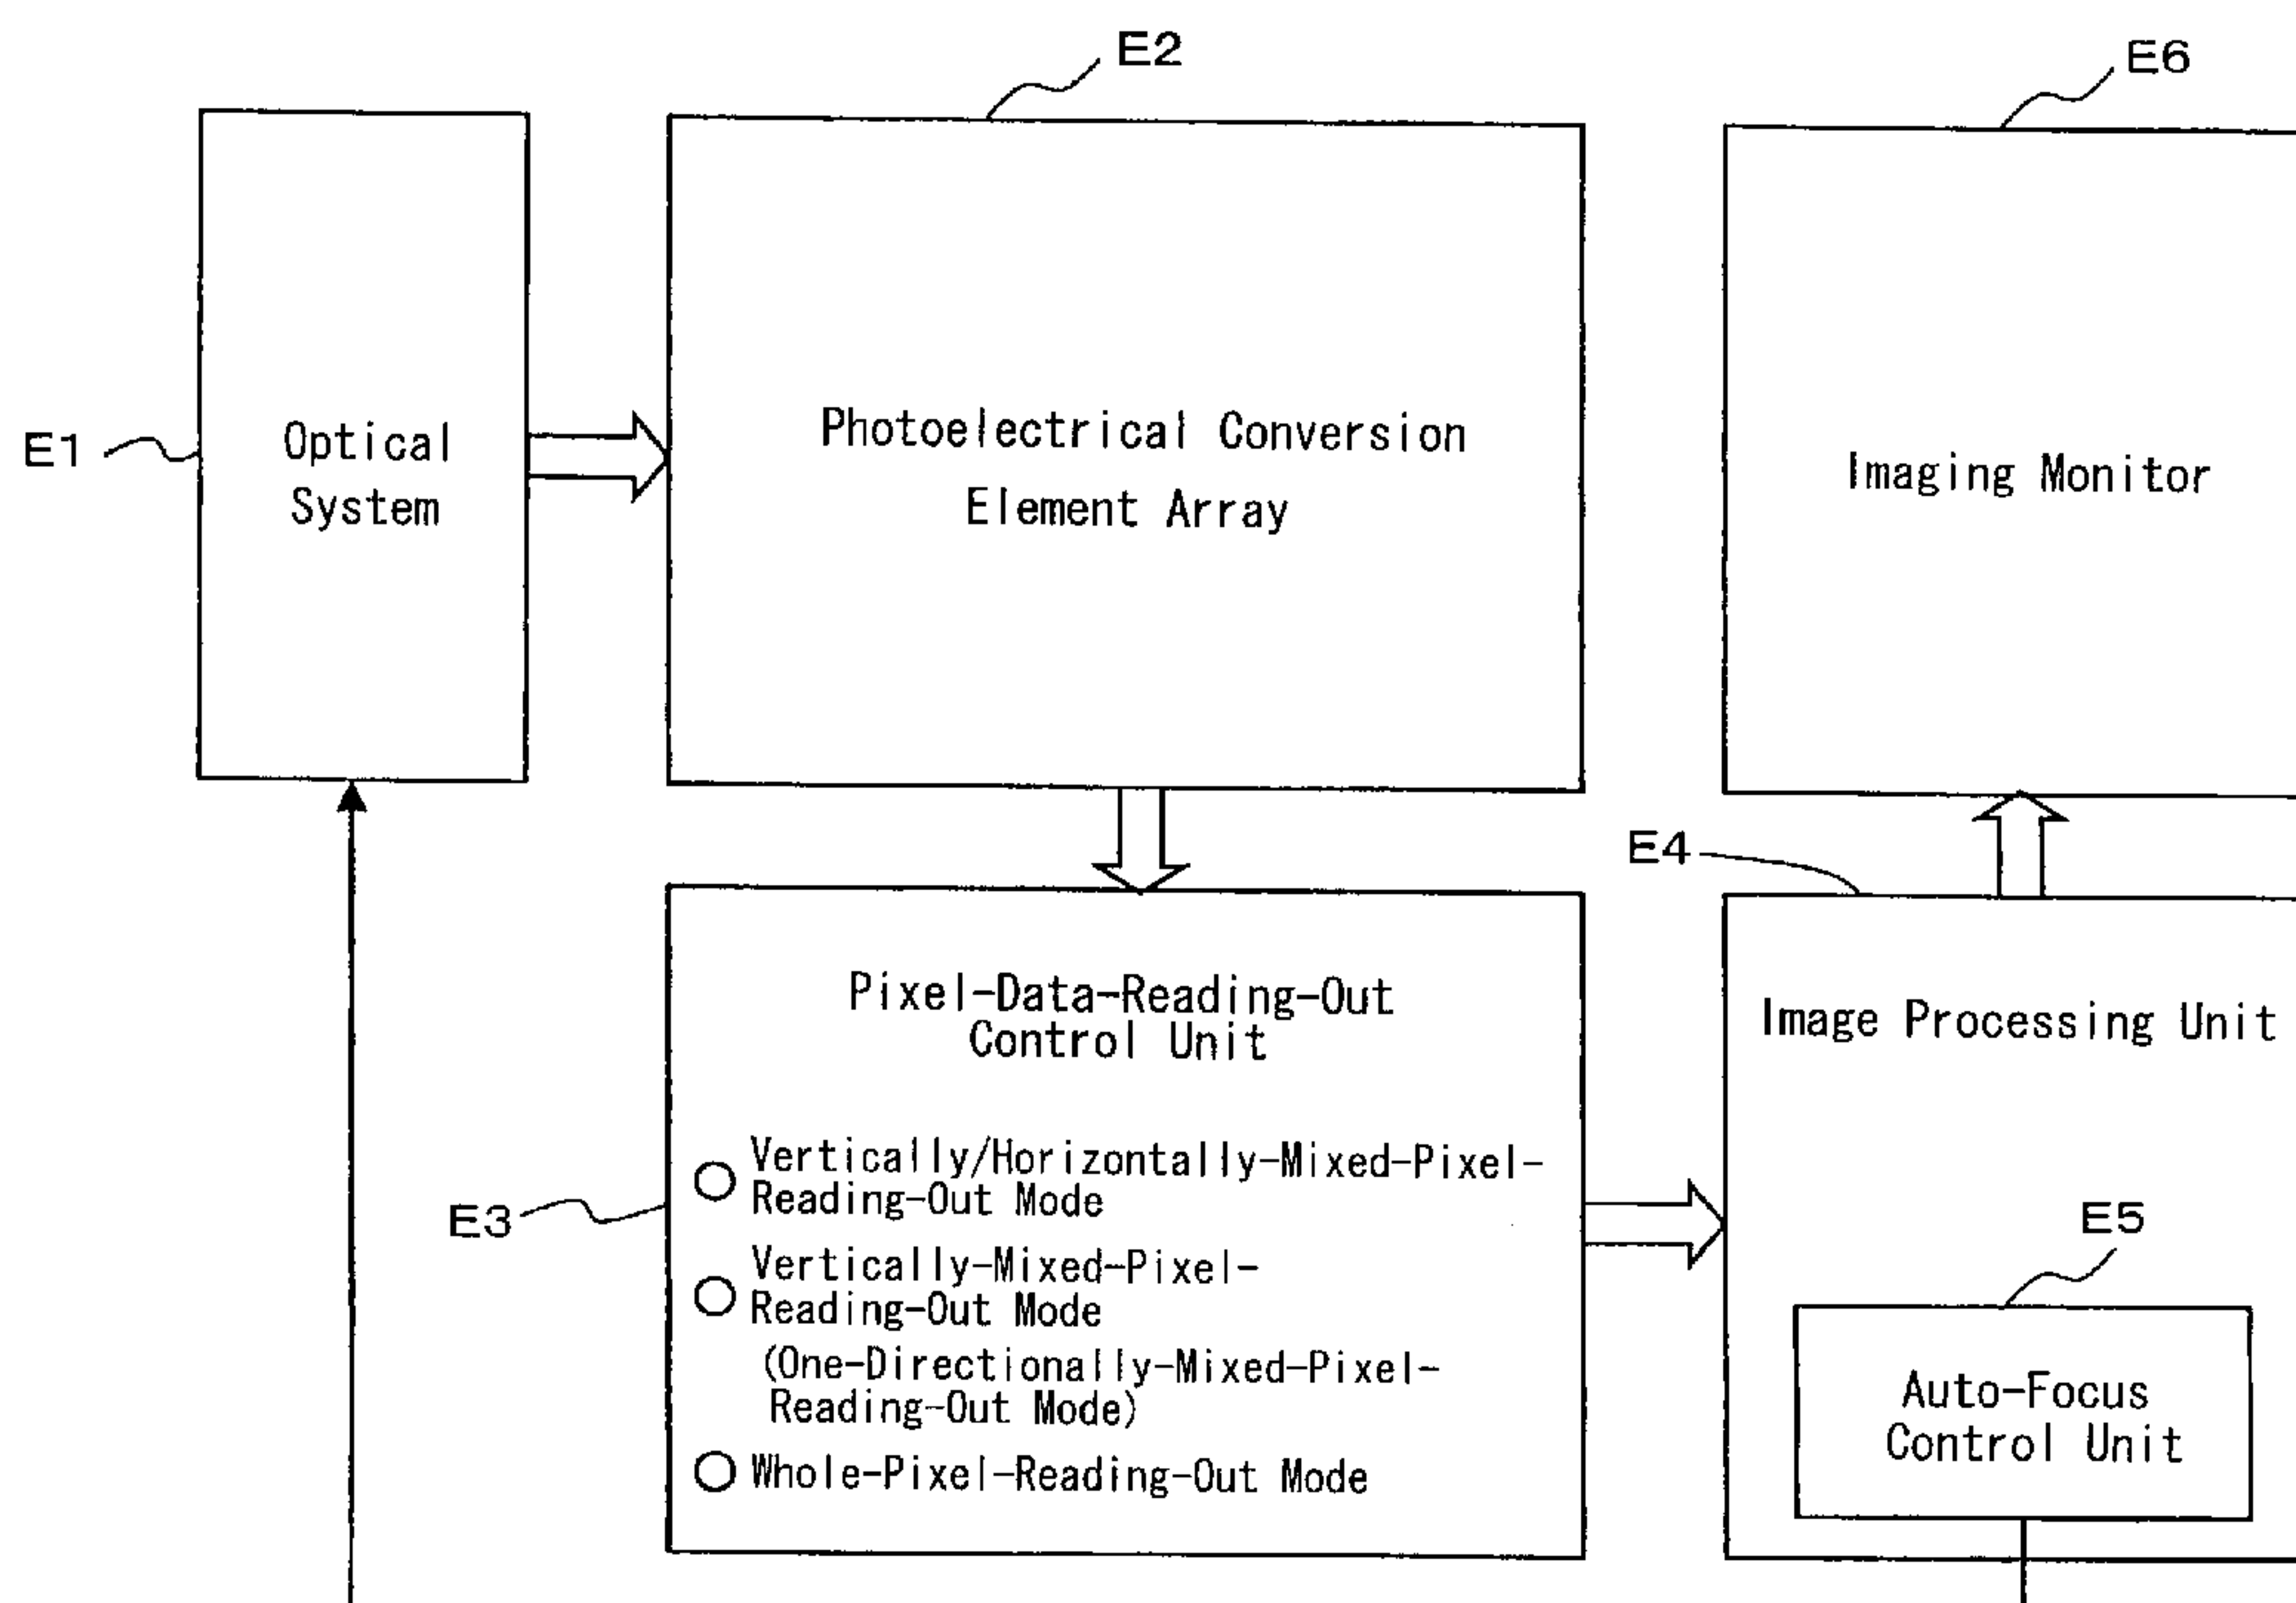 E2
E6
E1
Optical
System
Photoelectrical Conversion
Element Array
Imaging Monitor
E4
Pixel-Data-Reading-Out
Control Unit
Image Processing Unit
E3
Vertically/Horizontally-Mixed-Pixel-
Reading-Out Mode
Vertically-Mixed-Pixel-
Reading-Out Mode
(One-Directionally-Mixed-Pixel-
Reading-Out Mode)
Whole-Pixel-Reading-Out Mode
E5
Auto-Focus
Control Unit